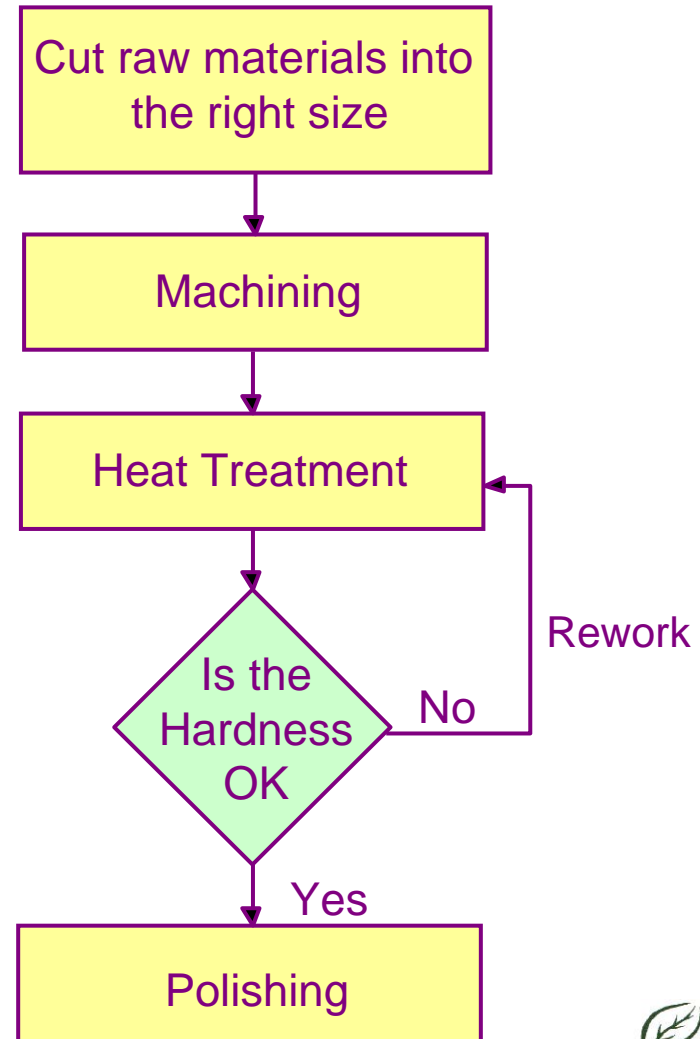 Cut raw materials into
the right size
Machining
Heat Treatment
Rework
Is the
Hardness
OK
No
Yes
Polishing